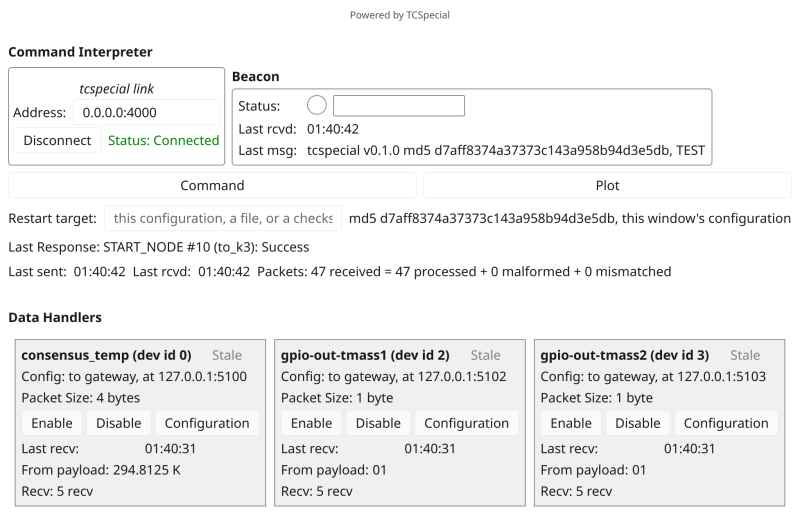 Powered by TCSpecial
Command Interpreter
tcspecial link
Address: 0.0.0.0:4000
Disconnect Status: Connected
Beacon
Status:
Last rcvd: 01:40:42
Last msg: tcspecial v0.1.0 md5 d7aff8374a37373c143a958b94d3e5db, TEST
Command Plot
Restart target: this configuration, a file, or a checks md5 d7aff8374a37373c143a958b94d3e5db, this window's configuration
Last Response: START_NODE #10 (to_k3): Success
Last sent: 01:40:42 Last rcvd: 01:40:42 Packets: 47 received = 47 processed + 0 malformed + 0 mismatched
Data Handlers
consensus_temp (dev id 0) Stale
Config: to gateway, at 127.0.0.1:5100
Packet Size: 4 bytes
Enable Disable Configuration
Last recv: 01:40:31
From payload: 294.8125 K
Recv: 5 recv
gpio-out-tmass1 (dev id 2) Stale
Config: to gateway, at 127.0.0.1:5102
Packet Size: 1 byte
Enable Disable Configuration
Last recv: 01:40:31
From payload: 01
Recv: 5 recv
gpio-out-tmass2 (dev id 3) Stale
Config: to gateway, at 127.0.0.1:5103
Packet Size: 1 byte
Enable Disable Configuration
Last recv: 01:40:31
From payload: 01
Recv: 5 recv